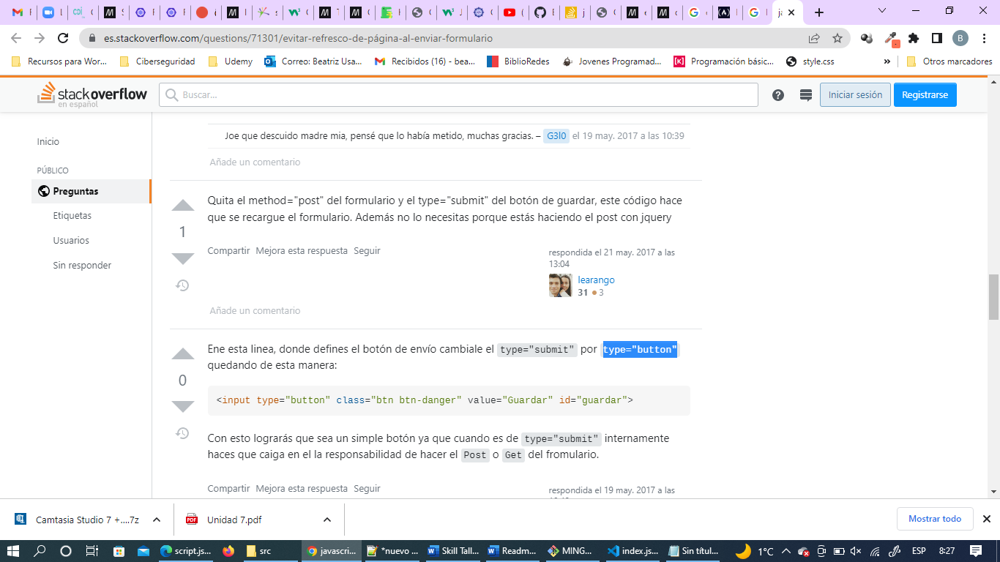 es.stackoverflow.com/questions/71301/evitar-refresco-de-página-al-enviar-formulario
B
Recursos para Wor...
Ciberseguridad
Udemy
Correo: Beatriz Usa...
Recibidos (16) - bea...
BiblioRedes
Jovenes Programad...
Programación básic...
style.css
»
Otros marcadores
stackoverflow
en español
Buscar...
Iniciar sesión
Registrarse
Inicio
PÚBLICO
Preguntas
Etiquetas
Usuarios
Sin responder
Joe que descuido madre mia, pensé que lo había metido, muchas gracias. – G3l0 el 19 may. 2017 a las 10:39
Añade un comentario
Quita el method="post" del formulario y el type="submit" del botón de guardar, este código hace
que se recargue el formulario. Además no lo necesitas porque estás haciendo el post con jquery
1
Compartir Mejora esta respuesta Seguir
respondida el 21 may. 2017 a las
13:04
learango
31 3
Añade un comentario
Ene esta linea, donde defines el botón de envío cambiale el type="submit" por type="button"
quedando de esta manera:
0
<input type="button" class="btn btn-danger" value="Guardar" id="guardar">
Con esto lograrás que sea un simple botón ya que cuando es de type="submit" internamente
haces que caiga en el la responsabilidad de hacer el Post o Get del fromulario.
Compartir Mejora esta respuesta Seguir
respondida el 19 may. 2017 a las
Camtasia Studio 7 +....7z
Unidad 7.pdf
Mostrar todo
script.js...
src
javascri...
*nuevo ...
Skill Tall...
Readm...
MING...
index.js...
Sin títul...
1°C
ESP
8:27